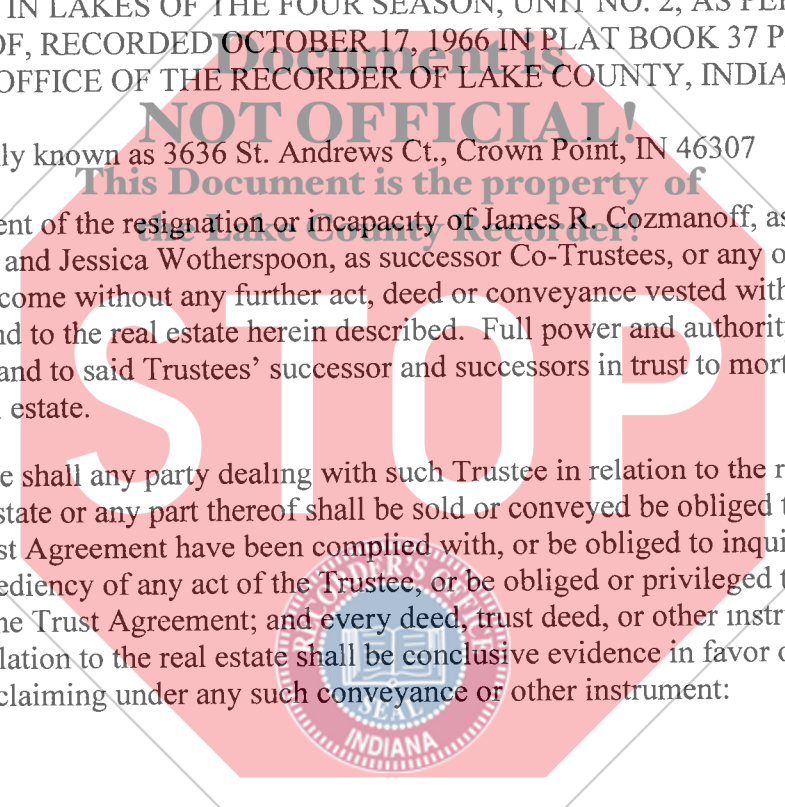 IN LAKES OF THE FOUR SEASON, UNIT NO. 2, AS PE
OF, RECORDED OCTOBER 17, 1966 IN PLAT BOOK 37 P
OFFICE OF THE RECORDER OF LAKE COUNTY, INDIA
Document is
NOT OFFICIAL!
ly known as 3636 St. Andrews Ct., Crown Point, IN 46307
This Document is the property of
the Lake County Recorder!
ent of the resignation or incapacity of James R. Cozmanoff, as
and Jessica Wotherspoon, as successor Co-Trustees, or any o
come without any further act, deed or conveyance vested with
nd to the real estate herein described. Full power and authority
and to said Trustees' successor and successors in trust to mort
estate.
STOP
e shall any party dealing with such Trustee in relation to the r
state or any part thereof shall be sold or conveyed be obliged t
st Agreement have been complied with, or be obliged to inqui
ediency of any act of the Trustee, or be obliged or privileged t
ne Trust Agreement; and every deed, trust deed, or other instr
lation to the real estate shall be conclusive evidence in favor o
claiming under any such conveyance or other instrument:
RECORDER'S OFFICE
SEAL
INDIANA